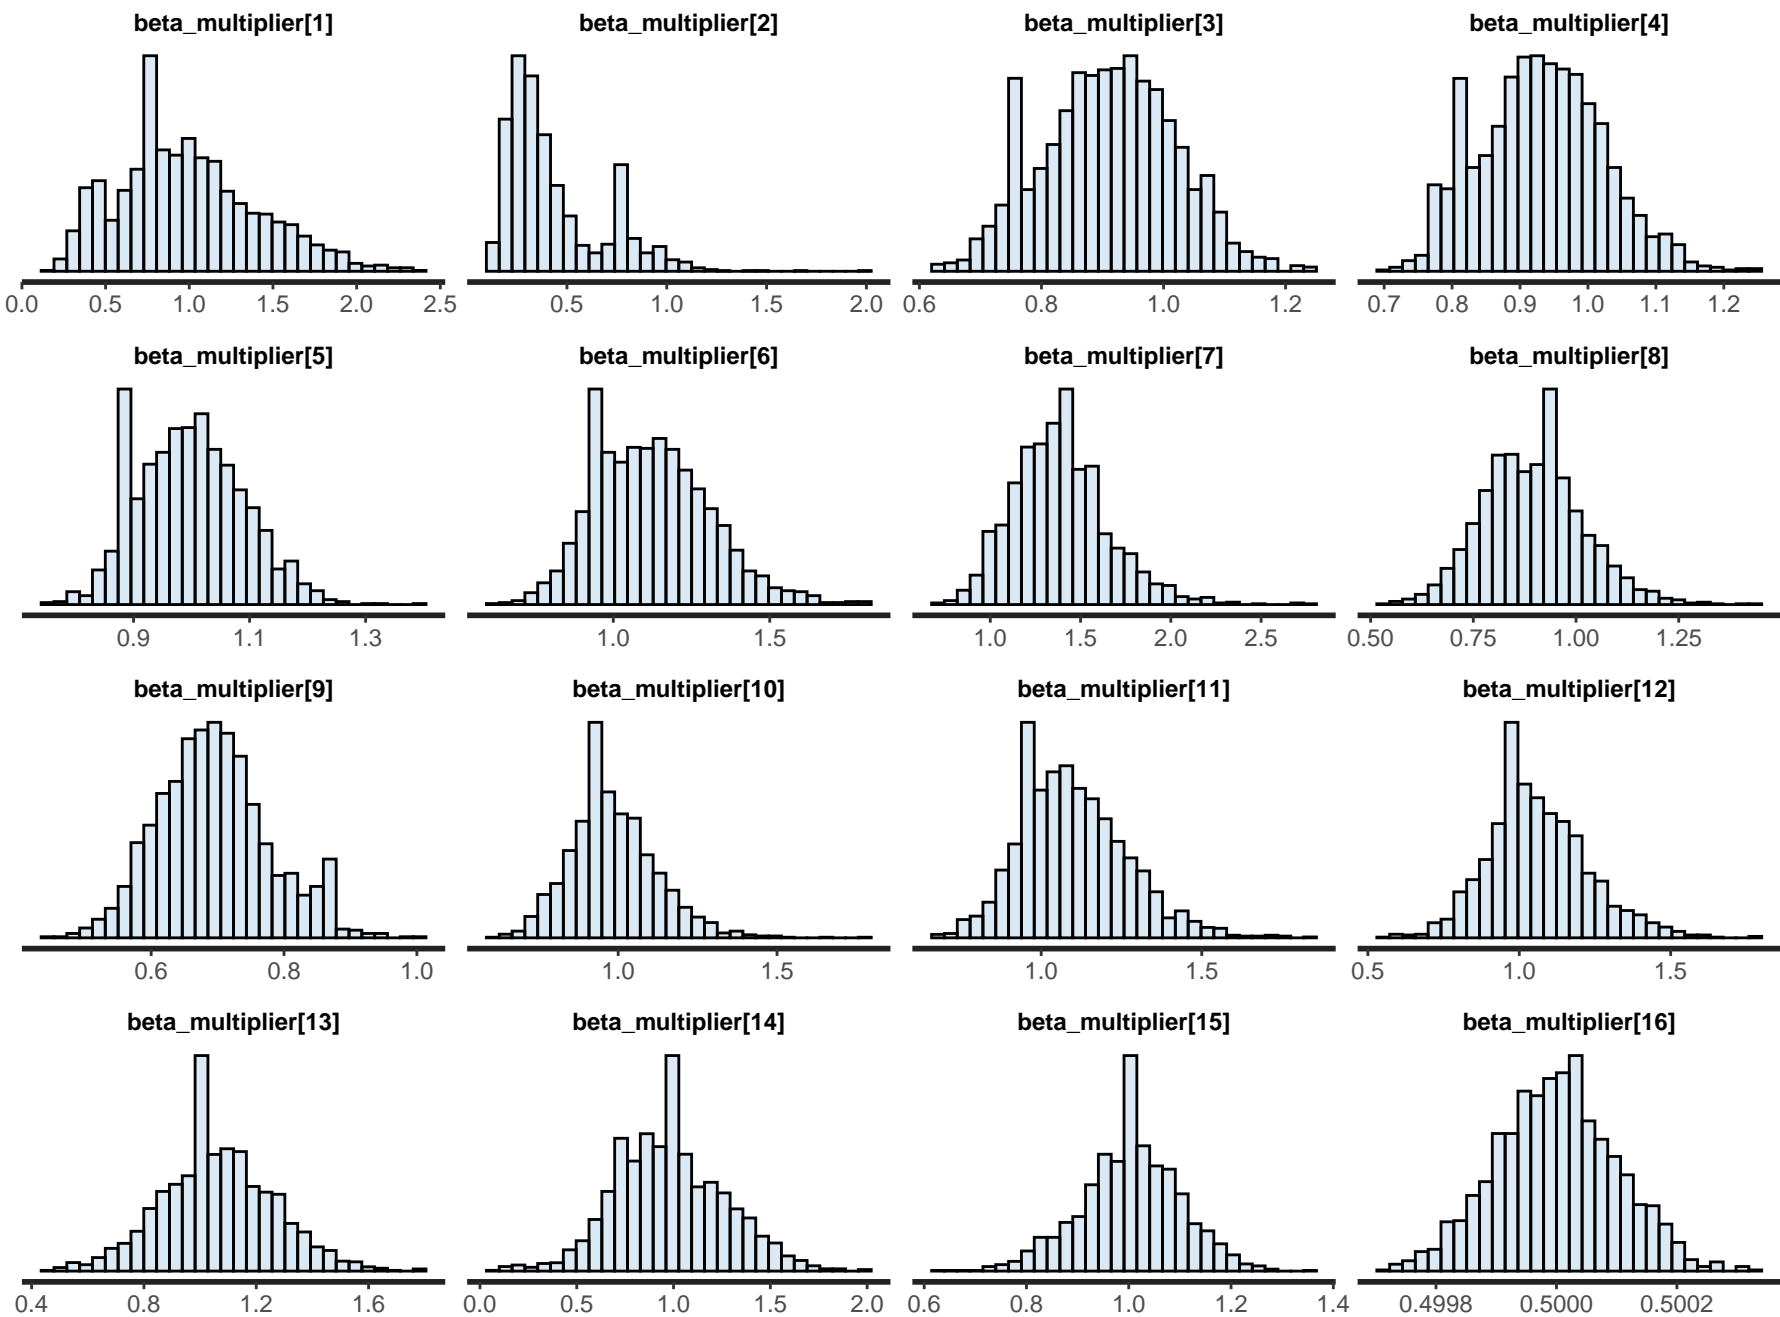 beta_multiplier[1] beta_multiplier[2] beta_multiplier[3] beta_multiplier[4]
0.0 0.5 1.0 1.5 2.0 2.5 0.5 1.0 1.5 2.0 0.6 0.8 1.0 1.2 0.7 0.8 0.9 1.0 1.1 1.2
beta_multiplier[5] beta_multiplier[6] beta_multiplier[7] beta_multiplier[8]
0.9 1.1 1.3 1.0 1.5 1.0 1.5 2.0 2.5 0.50 0.75 1.00 1.25
beta_multiplier[9] beta_multiplier[10] beta_multiplier[11] beta_multiplier[12]
0.6 0.8 1.0 1.0 1.5 1.0 1.5 0.5 1.0 1.5
beta_multiplier[13] beta_multiplier[14] beta_multiplier[15] beta_multiplier[16]
0.4 0.8 1.2 1.6 0.0 0.5 1.0 1.5 2.0 0.6 0.8 1.0 1.2 1.4 0.4998 0.5000 0.5002